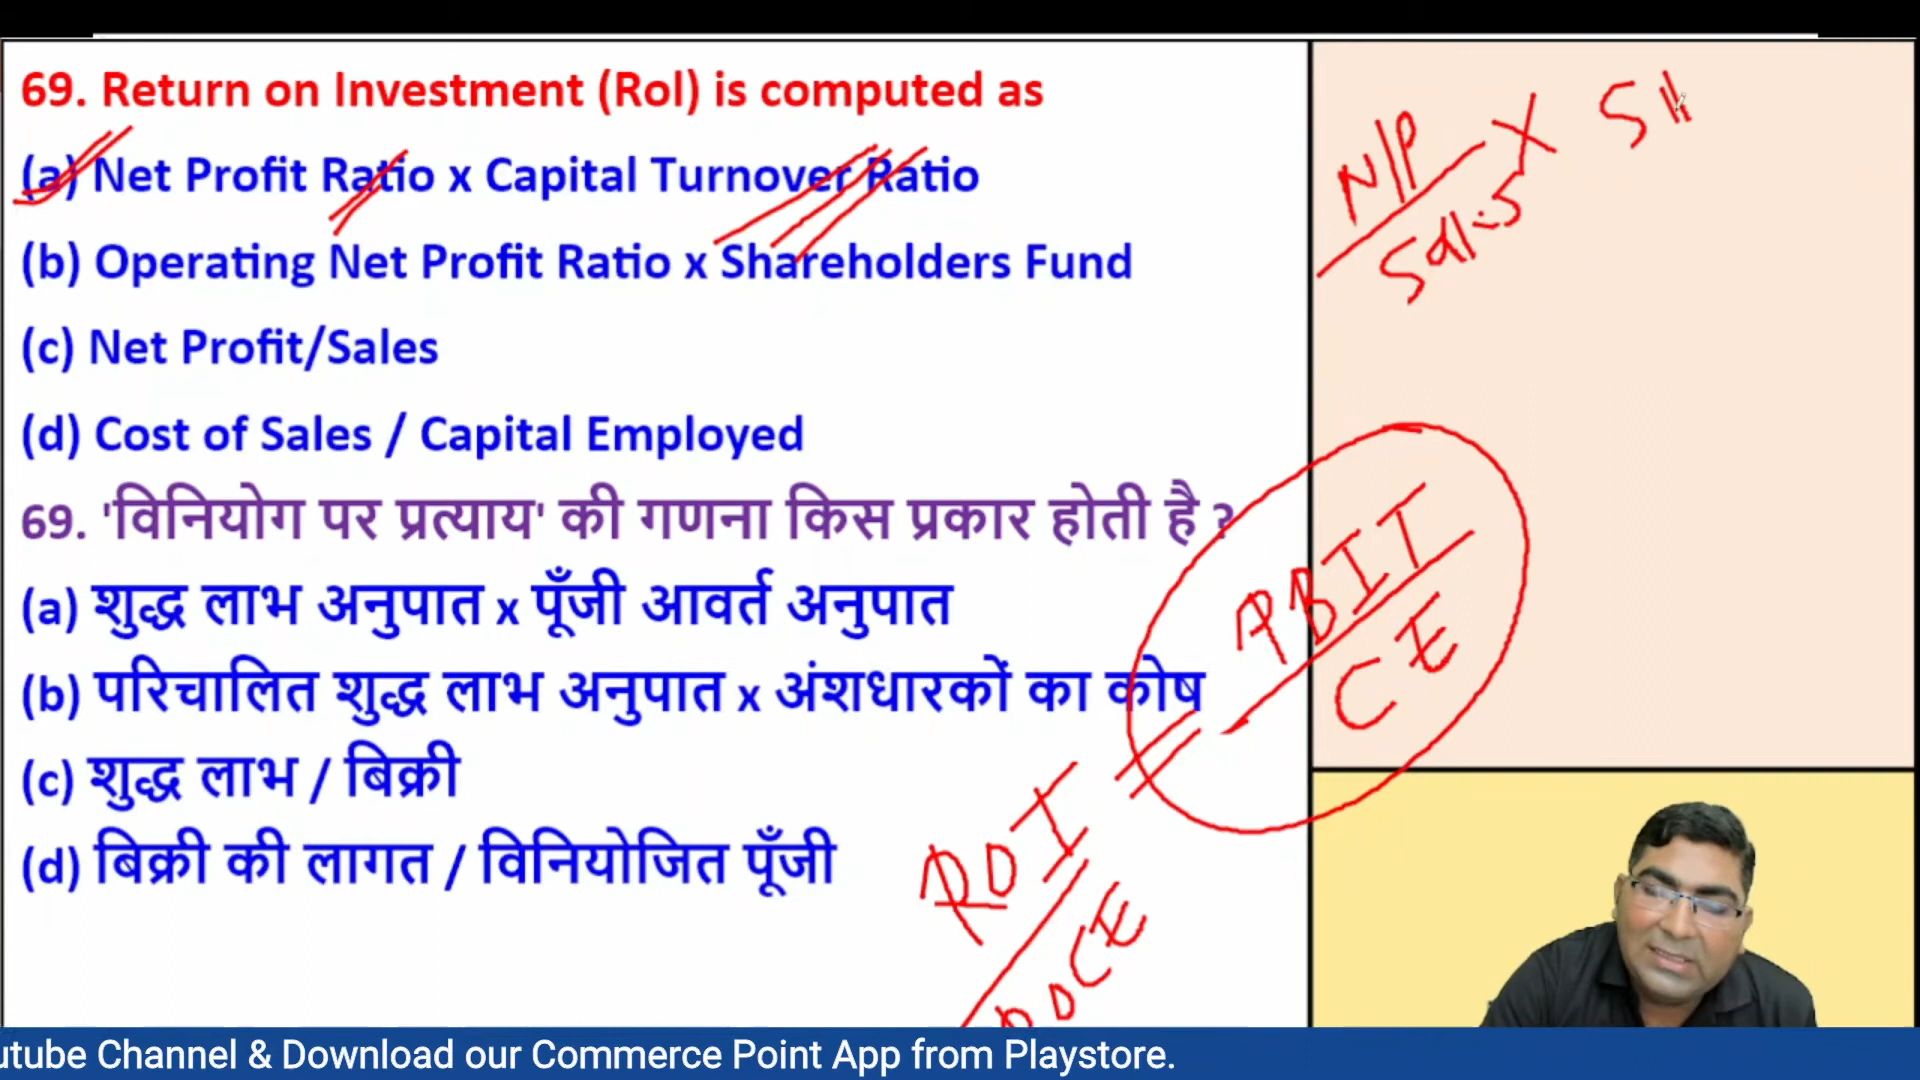 69. Return on Investment (RoI) is computed as
(a) Net Profit Ratio x Capital Turnover Ratio
(b) Operating Net Profit Ratio x Shareholders Fund
(c) Net Profit/Sales
(d) Cost of Sales / Capital Employed
69. 'विनियोग पर प्रत्याय' की गणना किस प्रकार होती है ?
(a) शुद्ध लाभ अनुपात x पूँजी आवर्त अनुपात
(b) परिचालित शुद्ध लाभ अनुपात x अंशधारकों का कोष
(c) शुद्ध लाभ / बिक्री
(d) बिक्री की लागत / विनियोजित पूँजी
N/P X
Sales
PBIT
CE
ROI =
ROCE
utube Channel & Download our Commerce Point App from Playstore.